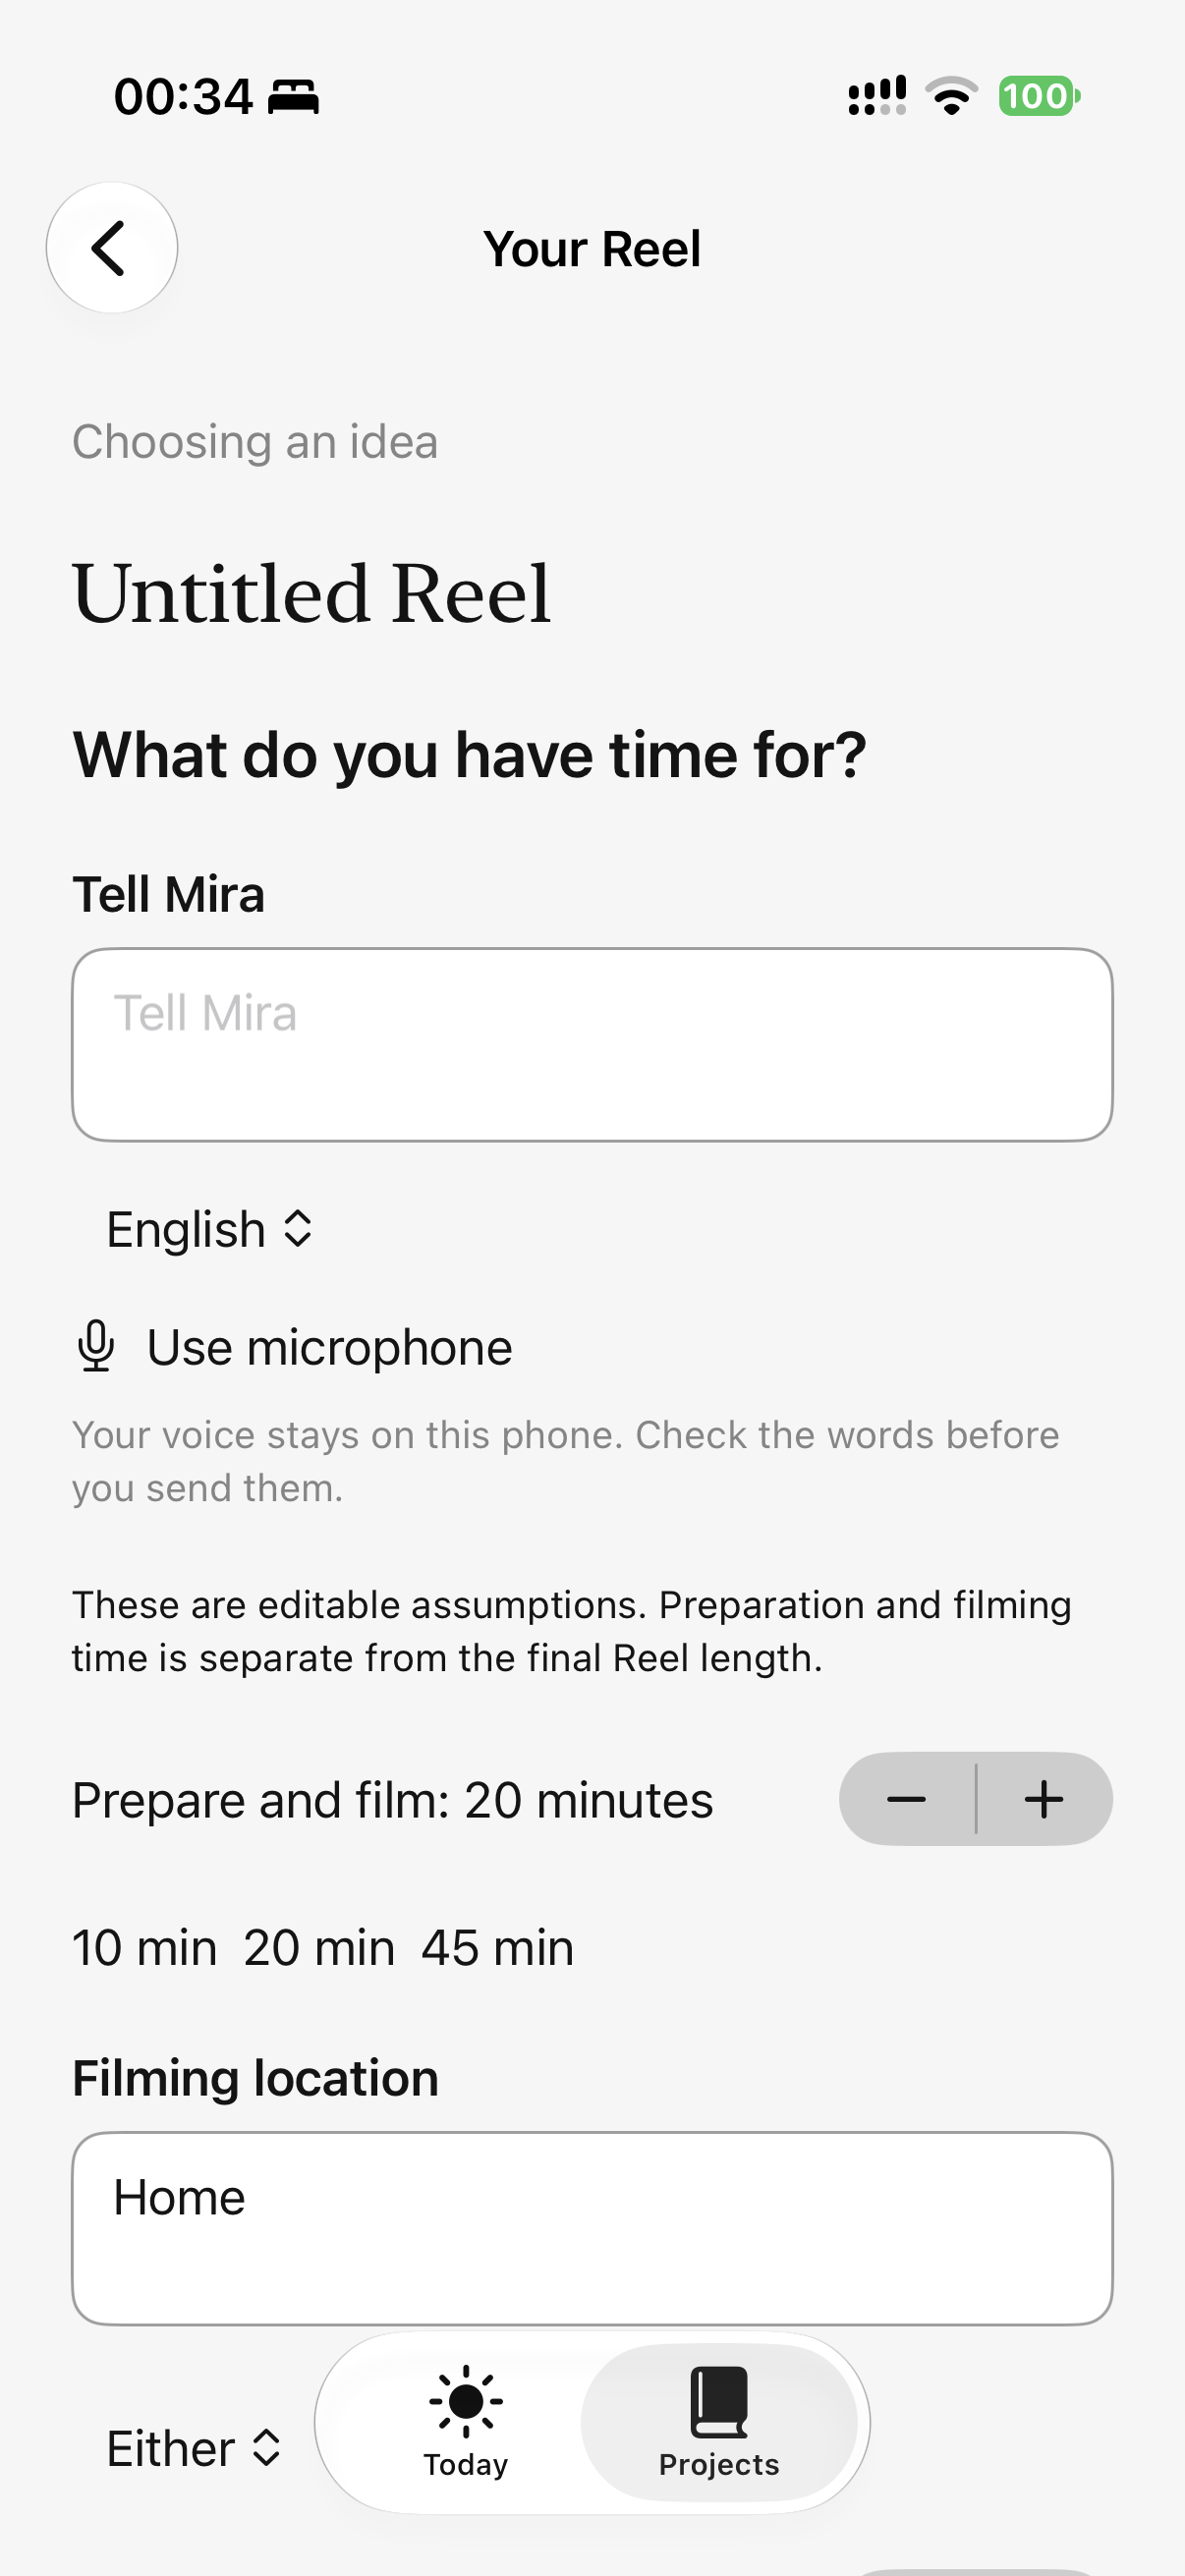 00:34
100
Your Reel
Choosing an idea
Untitled Reel
What do you have time for?
Tell Mira
Tell Mira
English
Use microphone
Your voice stays on this phone. Check the words before
you send them.
These are editable assumptions. Preparation and filming
time is separate from the final Reel length.
Prepare and film: 20 minutes
10 min 20 min 45 min
Filming location
Home
Either
Today
Projects